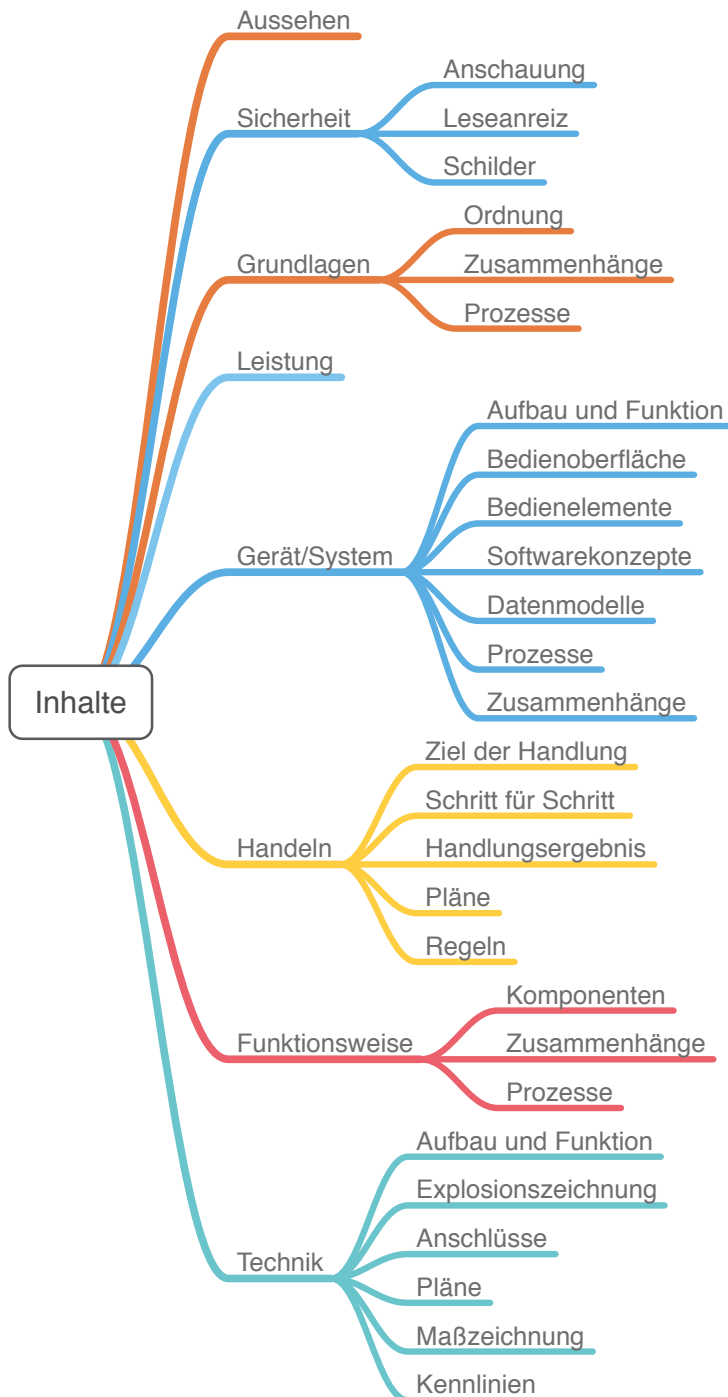 Aussehen
Sicherheit
Anschauung
Leseanreiz
Schilder
Grundlagen
Ordnung
Zusammenhänge
Prozesse
Leistung
Gerät/System
Aufbau und Funktion
Bedienoberfläche
Bedienelemente
Softwarekonzepte
Datenmodelle
Prozesse
Zusammenhänge
Inhalte
Handeln
Ziel der Handlung
Schritt für Schritt
Handlungsergebnis
Pläne
Regeln
Funktionsweise
Komponenten
Zusammenhänge
Prozesse
Technik
Aufbau und Funktion
Explosionszeichnung
Anschlüsse
Pläne
Maßzeichnung
Kennlinien